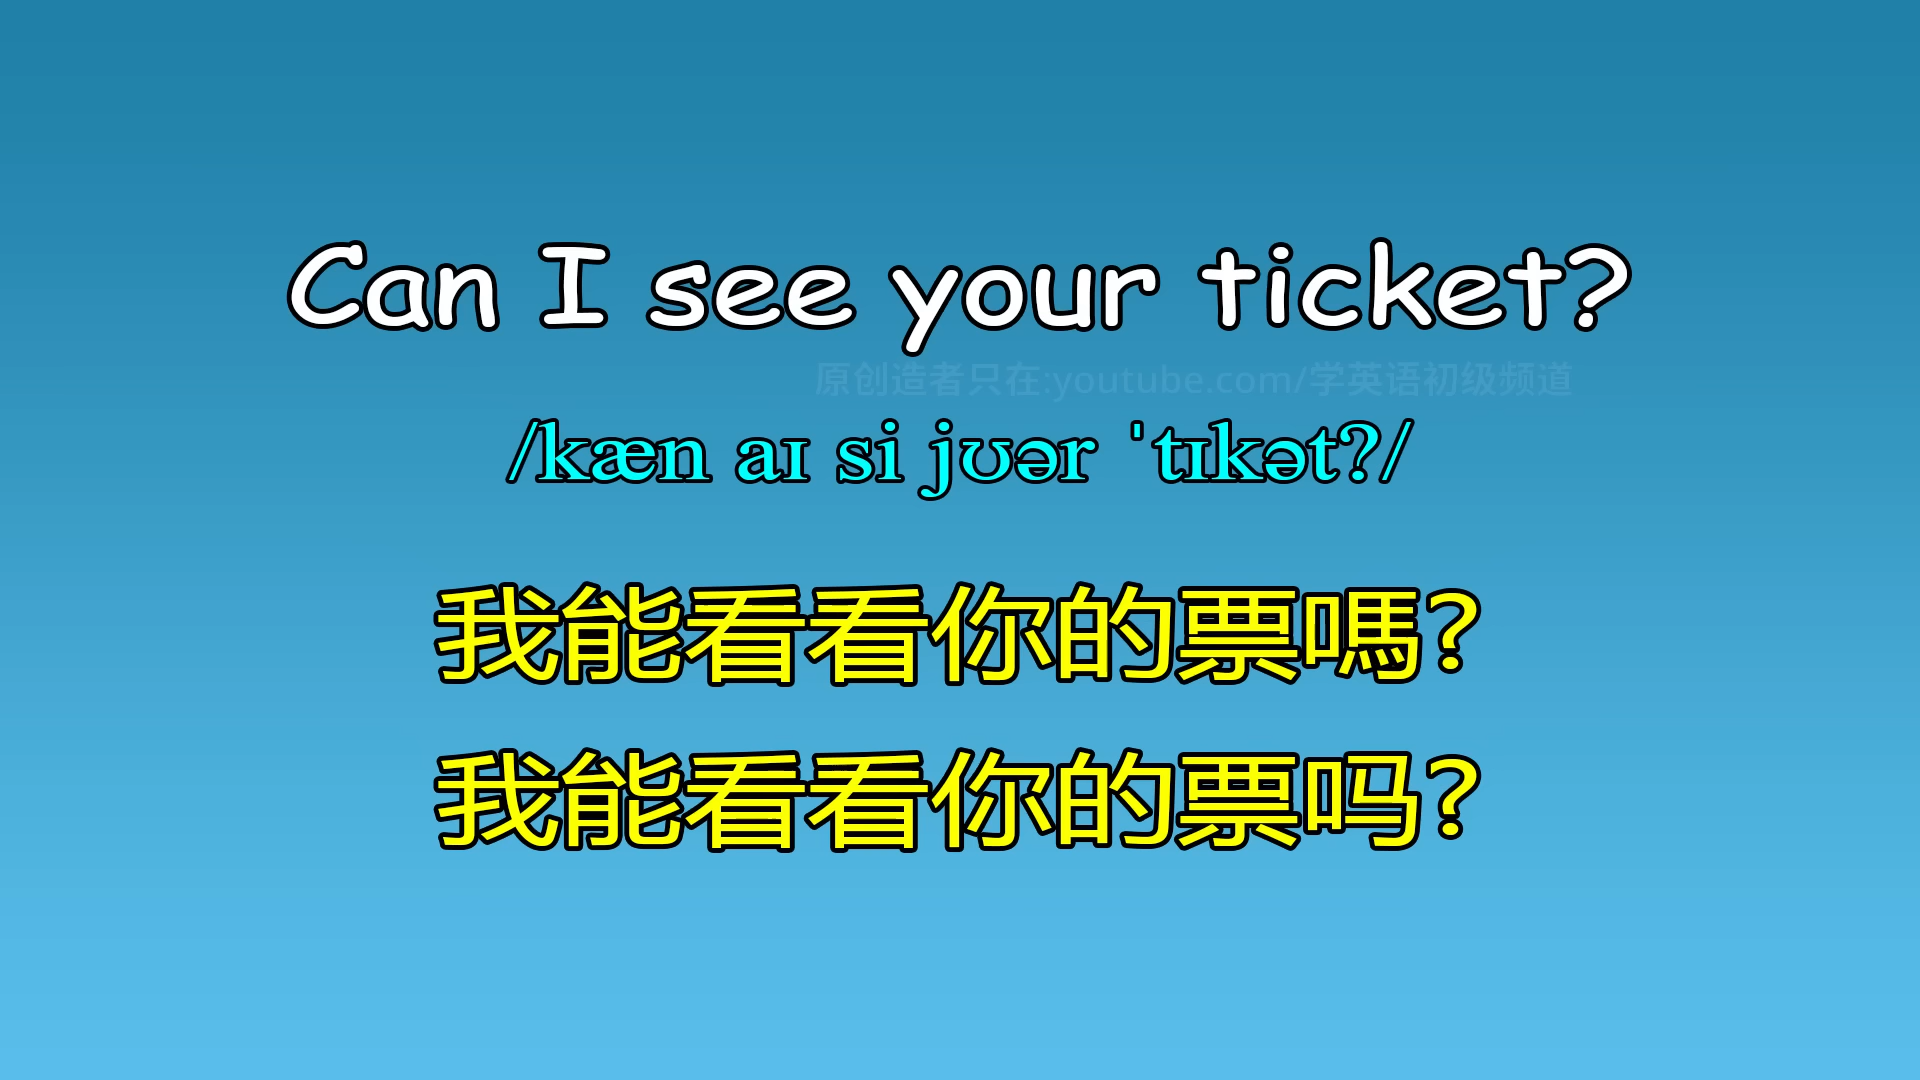 Can I see your ticket?
原创造者只在:youtube.com/学英语初级频道
/kæn aɪ si jʊər ˈtɪkət?/
我能看看你的票嗎?
我能看看你的票吗?